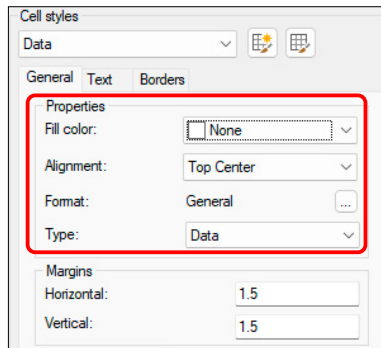 Cell styles
Data
General Text Borders
Properties
Fill color: None
Alignment: Top Center
Format: General ...
Type: Data
Margins
Horizontal: 1.5
Vertical: 1.5